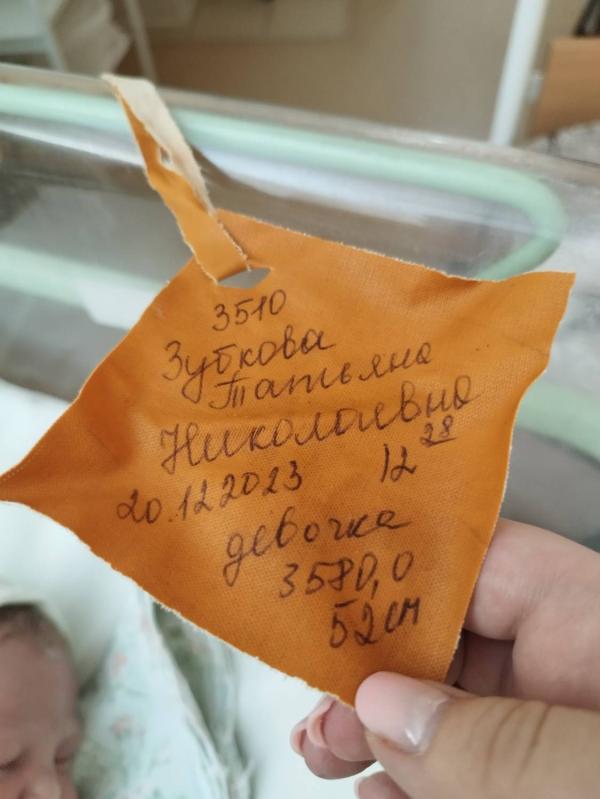 3510
Зубкова
Татьяна
Николаевна
20.12 2023 12 28
девочка
3580,0
52 см